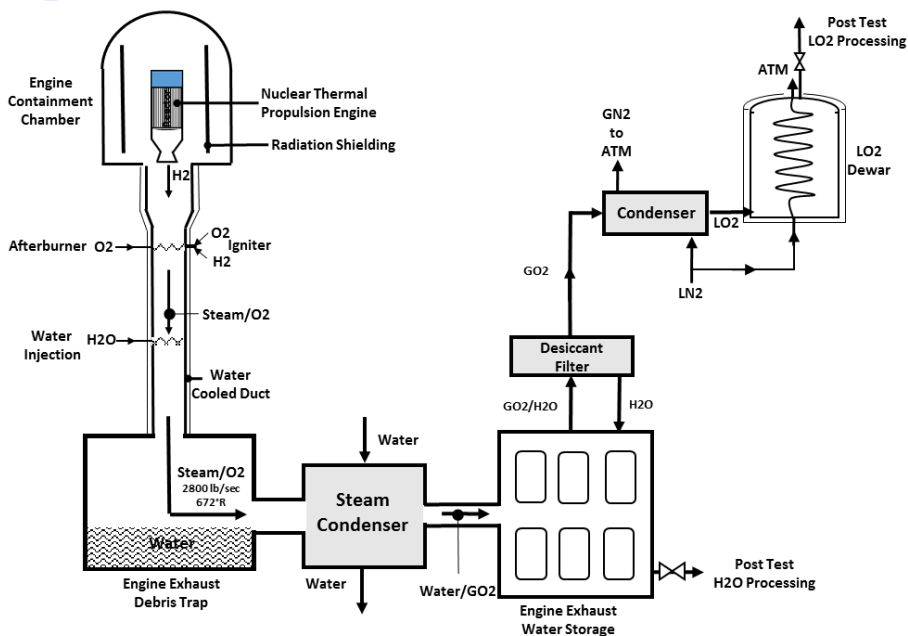 Engine
Containment
Chamber
Reactor
Nuclear Thermal
Propulsion Engine
Radiation Shielding
H2
Afterburner O2
O2
Igniter
H2
Steam/O2
Water
Injection
H2O
Water
Cooled Duct
Steam/O2
2800 lb/sec
672°R
Water
Engine Exhaust
Debris Trap
Water
Steam
Condenser
Water
Water/GO2
GO2/H2O
H2O
Desiccant
Filter
GO2
GN2
to
ATM
Condenser
LO2
LN2
Post Test
LO2 Processing
ATM
LO2
Dewar
Post Test
H2O Processing
Engine Exhaust
Water Storage